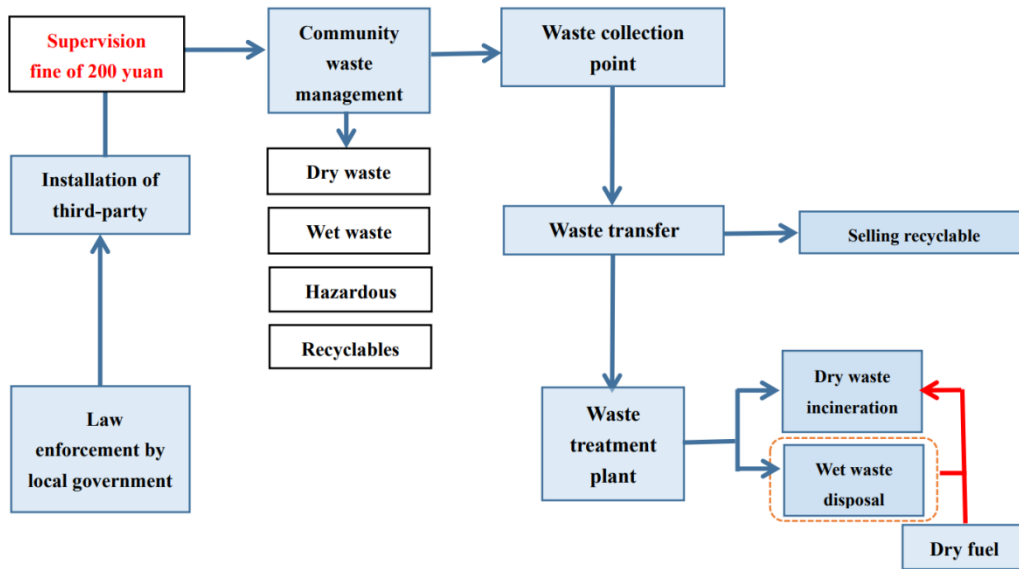 Supervision
fine of 200 yuan
Community
waste
management
Waste collection
point
Installation of
third-party
Dry waste
Wet waste
Hazardous
Recyclables
Waste transfer
Selling recyclable
Law
enforcement by
local government
Waste
treatment
plant
Dry waste
incineration
Wet waste
disposal
Dry fuel